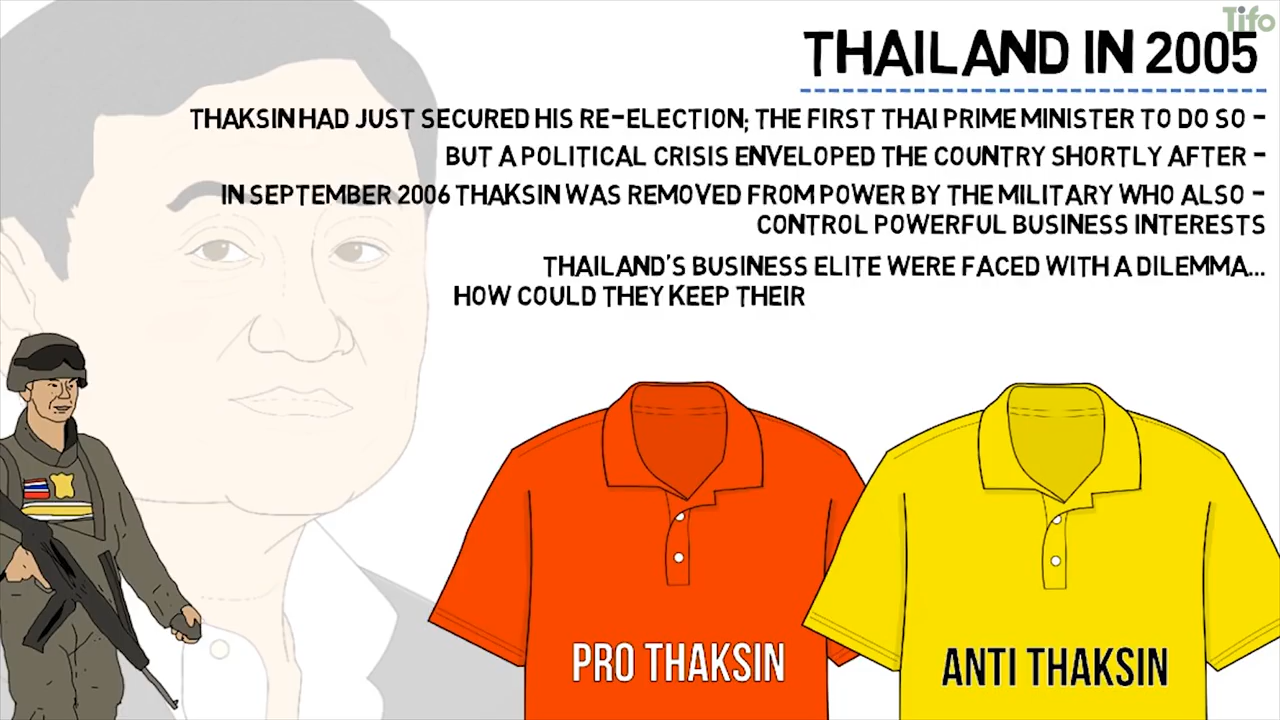 Tifo
THAILAND IN 2005
THAKSIN HAD JUST SECURED HIS RE-ELECTION; THE FIRST THAI PRIME MINISTER TO DO SO -
BUT A POLITICAL CRISIS ENVELOPED THE COUNTRY SHORTLY AFTER -
IN SEPTEMBER 2006 THAKSIN WAS REMOVED FROM POWER BY THE MILITARY WHO ALSO -
CONTROL POWERFUL BUSINESS INTERESTS
THAILAND'S BUSINESS ELITE WERE FACED WITH A DILEMMA...
HOW COULD THEY KEEP THEIR
PRO THAKSIN
ANTI THAKSIN